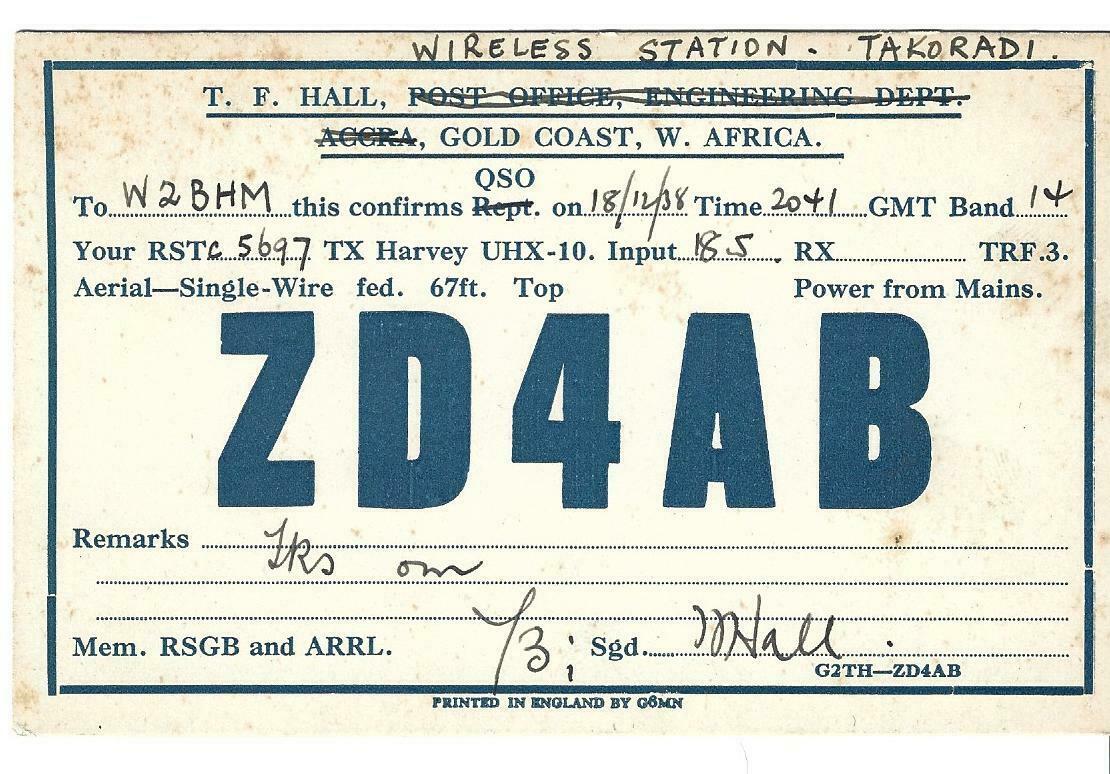 WIRELESS STATION. TAKORADI.
T. F. HALL, POST OFFICE, ENGINEERING DEPT.
ACCRA, GOLD COAST, W. AFRICA.
QSO
To W2BHM this confirms Rept. on 18/12/38 Time 2041 GMT Band 14
Your RST C 5697 TX Harvey UHX-10. Input 185. RX TRF.3.
Aerial—Single-Wire fed. 67ft. Top Power from Mains.
ZD4AB
Remarks Tks om
Mem. RSGB and ARRL. 73; Sgd. Hall.
G2TH—ZD4AB
PRINTED IN ENGLAND BY G6MN